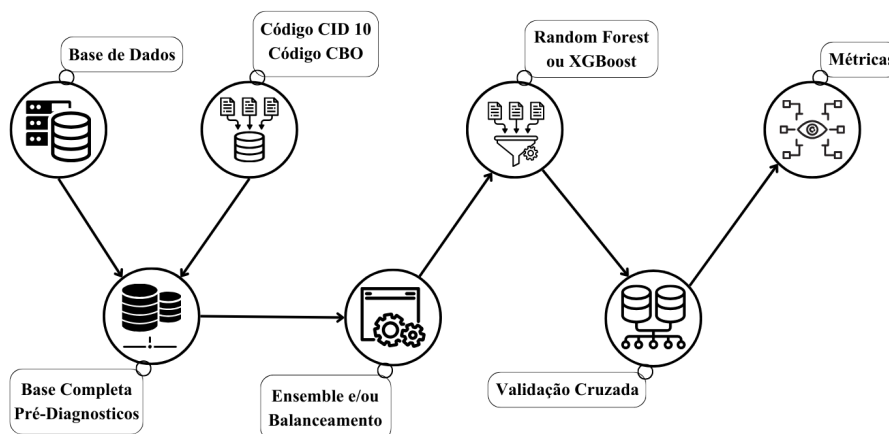 Base de Dados
Código CID 10
Código CBO
Random Forest
ou XGBoost
Métricas
Base Completa
Pré-Diagnosticos
Ensemble e/ou
Balanceamento
Validação Cruzada